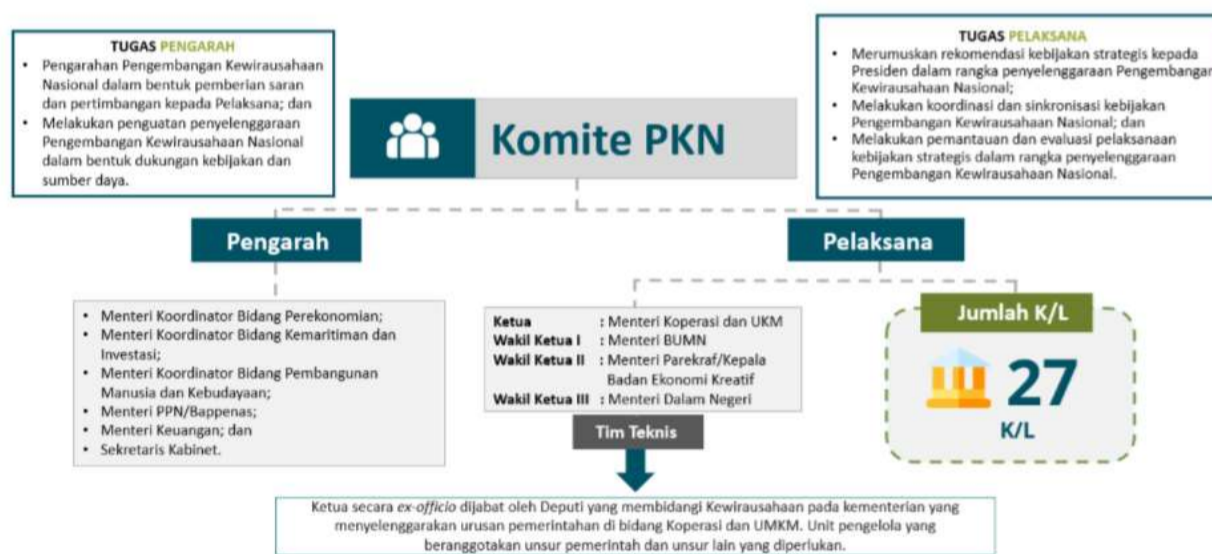 TUGAS PENGARAH
• Pengarahan Pengembangan Kewirausahaan
Nasional dalam bentuk pemberian saran
dan pertimbangan kepada Pelaksana; dan
• Melakukan penguatan penyelenggaraan
Pengembangan Kewirausahaan Nasional
dalam bentuk dukungan kebijakan dan
sumber daya.
TUGAS PELAKSANA
• Merumuskan rekomendasi kebijakan strategis kepada
Presiden dalam rangka penyelenggaraan Pengembangan
Kewirausahaan Nasional;
• Melakukan koordinasi dan sinkronisasi kebijakan
Pengembangan Kewirausahaan Nasional; dan
• Melakukan pemantauan dan evaluasi pelaksanaan
kebijakan strategis dalam rangka penyelenggaraan
Pengembangan Kewirausahaan Nasional.
Komite PKN
Pengarah
Pelaksana
• Menteri Koordinator Bidang Perekonomian;
• Menteri Koordinator Bidang Kemaritiman dan
Investasi;
• Menteri Koordinator Bidang Pembangunan
Manusia dan Kebudayaan;
• Menteri PPN/Bappenas;
• Menteri Keuangan; dan
• Sekretaris Kabinet.
Ketua : Menteri Koperasi dan UKM
Wakil Ketua I : Menteri BUMN
Wakil Ketua II : Menteri Parekraf/Kepala
Badan Ekonomi Kreatif
Wakil Ketua III : Menteri Dalam Negeri
Tim Teknis
Jumlah K/L
27
K/L
Ketua secara ex-officio dijabat oleh Deputi yang membidangi Kewirausahaan pada kementerian yang
menyelenggarakan urusan pemerintahan di bidang Koperasi dan UMKM. Unit pengelola yang
beranggotakan unsur pemerintah dan unsur lain yang diperlukan.